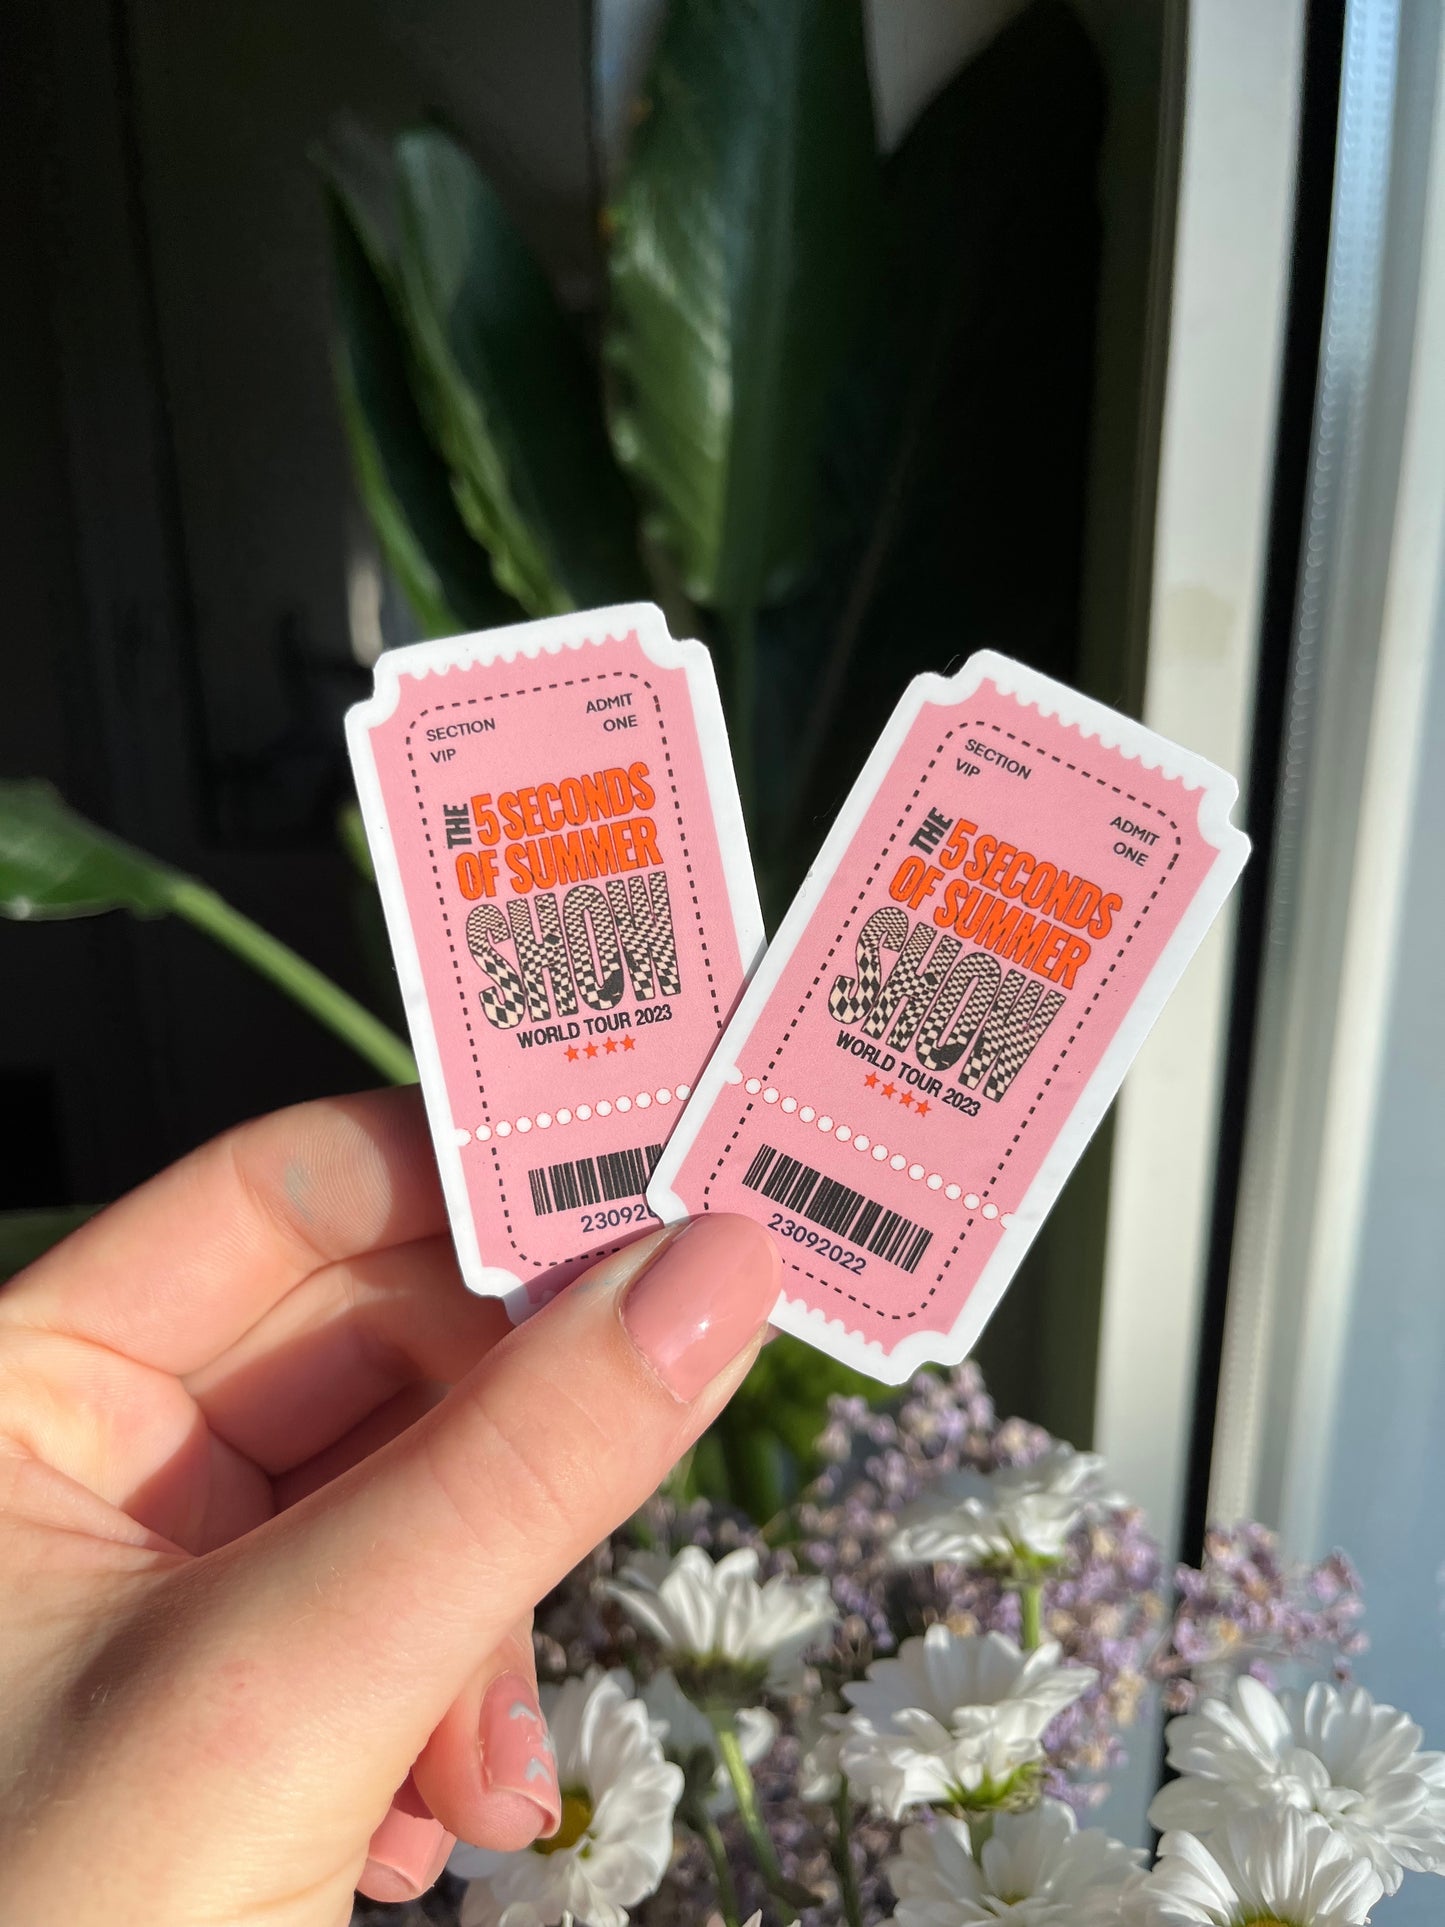 SECTION
VIP
ADMIT
ONE
THE
5 SECONDS
OF SUMMER
SHOW
WORLD TOUR 2023
SECTION
VIP
ADMIT
ONE
THE
5 SECONDS
OF SUMMER
SHOW
WORLD TOUR 2023
23092022